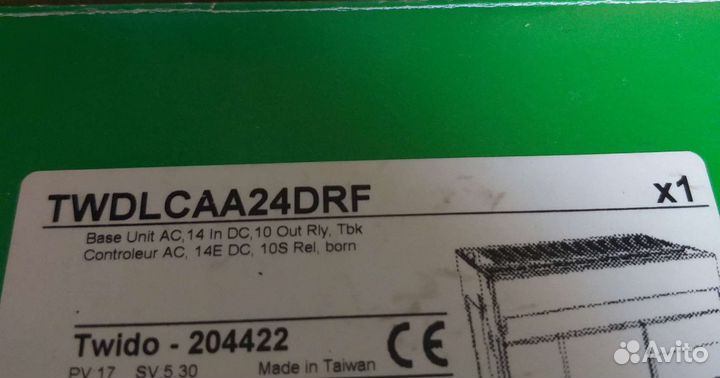 TWDLCAA24DRF x1
Base Unit AC,14 In DC,10 Out Rly, Tbk
Controleur AC, 14E DC, 10S Rel, born
Twido - 204422 CE
PV 17 SV 5.30 Made in Taiwan
Avito